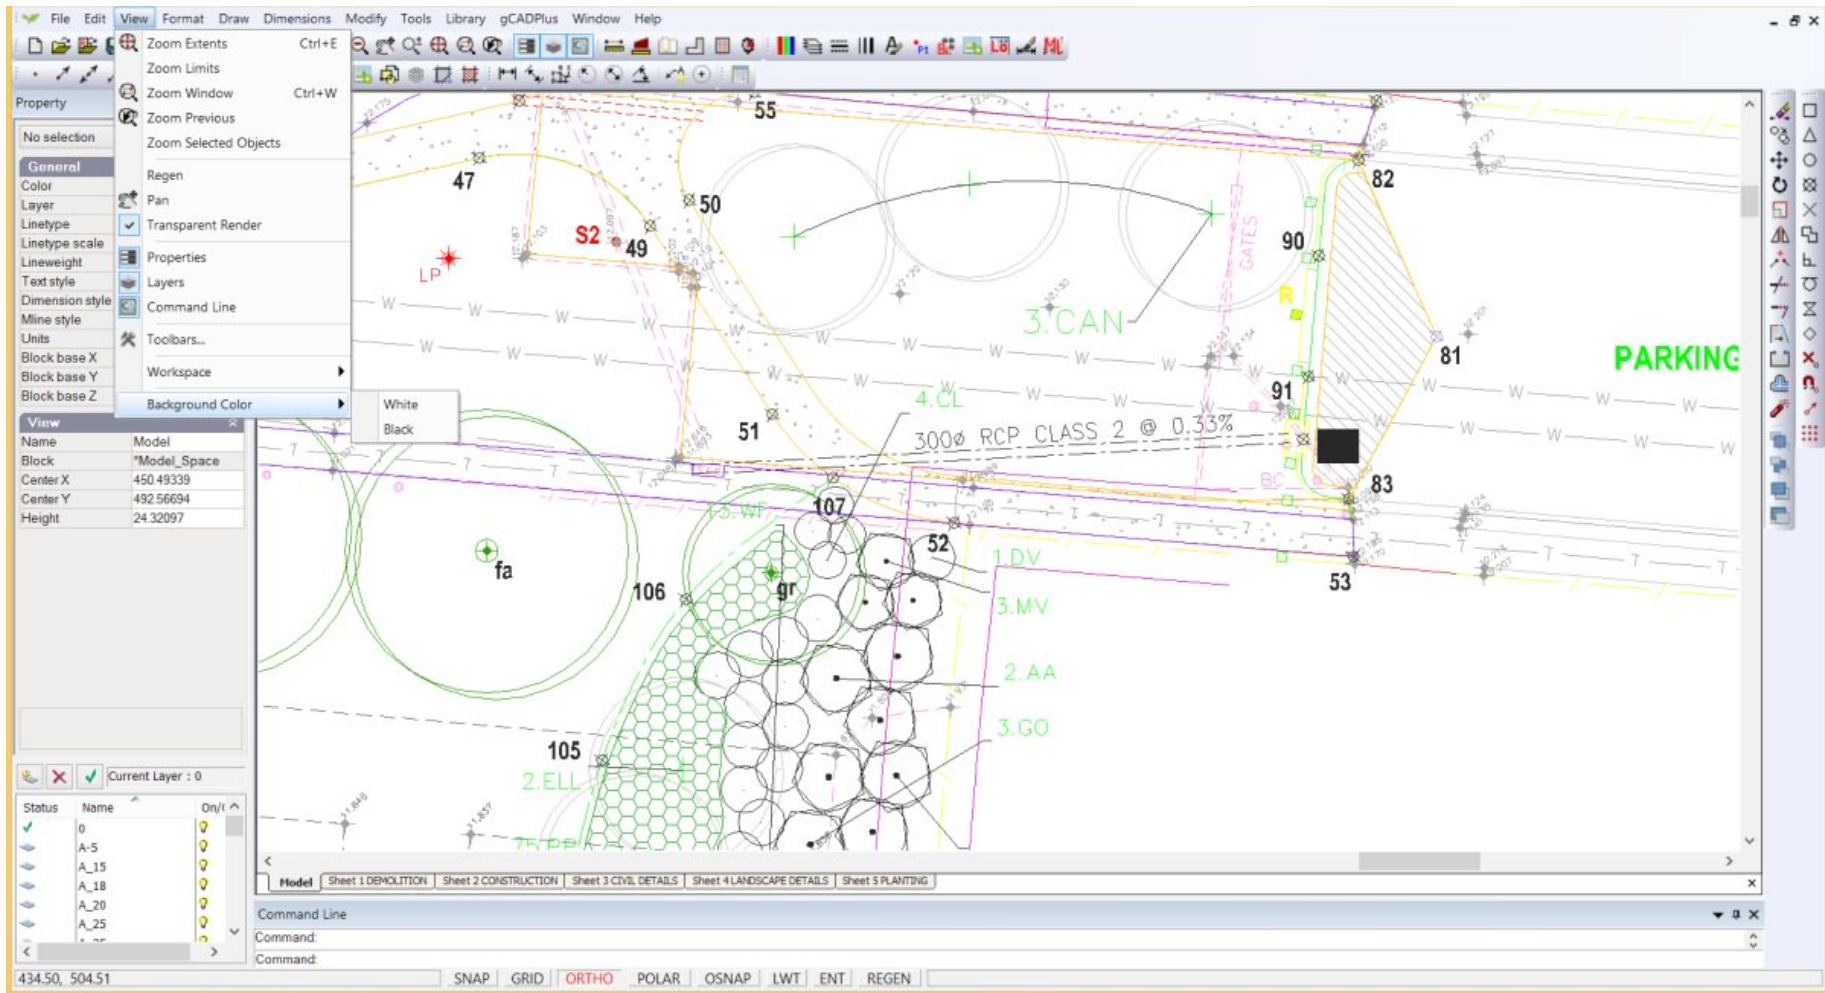 File Edit View Format Draw Dimensions Modify Tools Library gCADPlus Window Help
Zoom Extents Ctrl+E
Zoom Limits
Zoom Window Ctrl+W
Zoom Previous
Zoom Selected Objects
Regen
Pan
Transparent Render
Properties
Layers
Command Line
Toolbars...
Workspace
Background Color
White
Black
Property
No selection
General
Color
Layer
Linetype
Linetype scale
Lineweight
Text style
Dimension style
Mline style
Units
Block base X
Block base Y
Block base Z
View
Name Model
Block *Model_Space
Center X 450.49339
Center Y 492.56694
Height 24.32097
Current Layer : 0
Status Name On/
0
A-5
A_15
A_18
A_20
A_25
55
47
50
82
S2
49
GATES
90
LP
R
3.CAN
81
PARKING
91
4.CL
51
300ø RCP CLASS 2 @ 0.33%
BC
83
107
52
fa
1.DV
53
106
gr
3.MV
2.AA
3.GO
105
2.ELL
Model Sheet 1 DEMOLITION Sheet 2 CONSTRUCTION Sheet 3 CIVIL DETAILS Sheet 4 LANDSCAPE DETAILS Sheet 5 PLANTING
Command Line
Command:
Command:
434.50, 504.51 SNAP GRID ORTHO POLAR OSNAP LWT ENT REGEN